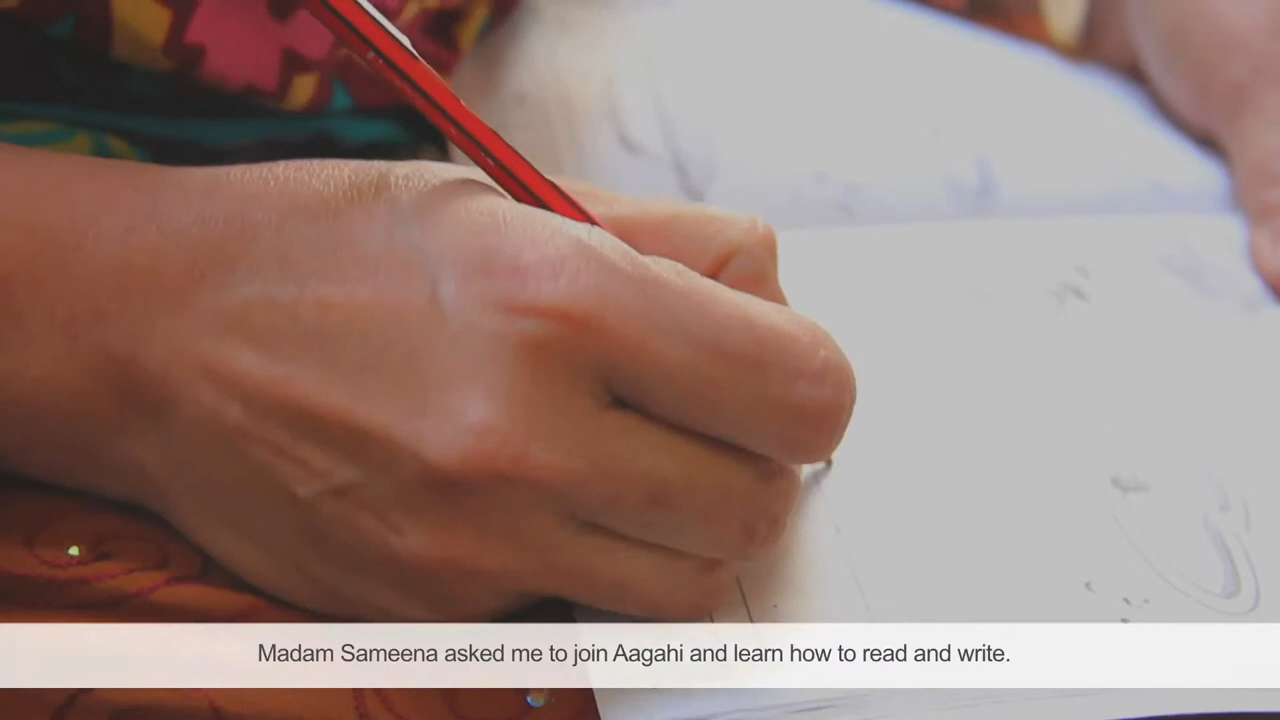 Madam Sameena asked me to join Aagahi and learn how to read and write.